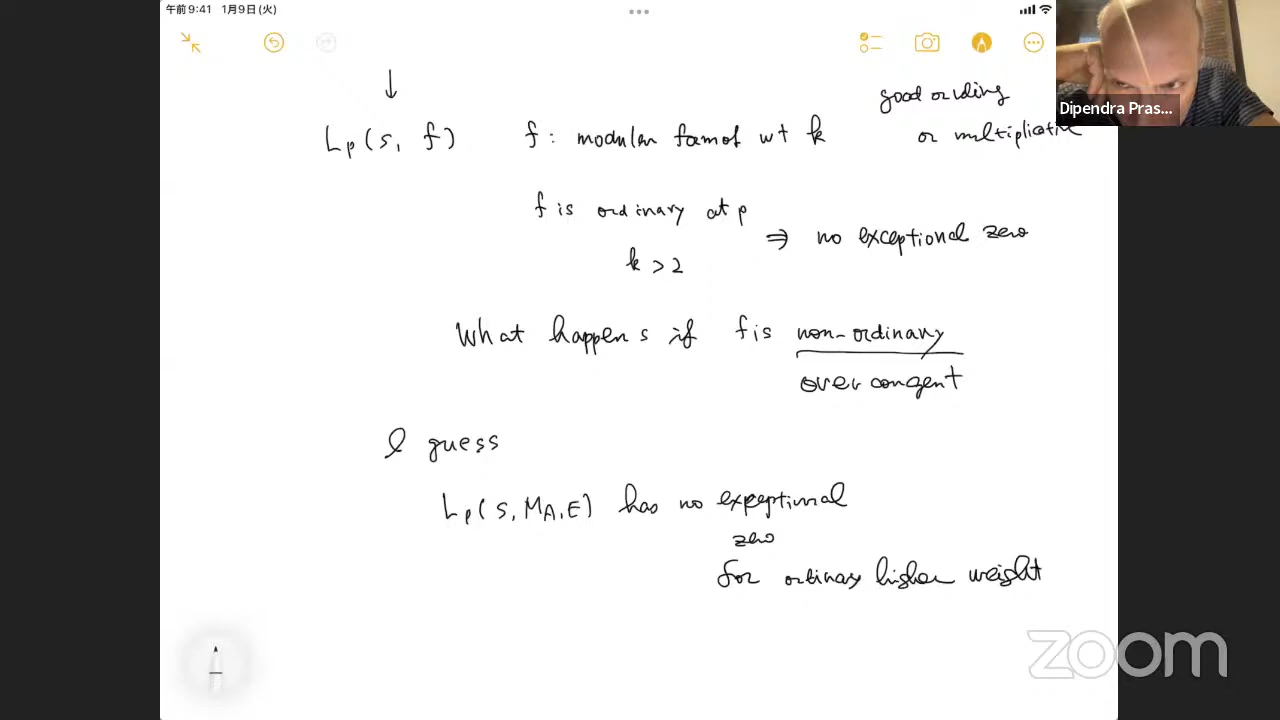 午前9:41 1月9日(火)
Dipendra Pras...
↓
good ordinary
or multiplicative
Lp(s, f) f: modular form of wt k
f is ordinary at p
k > 2
⇒ no exceptional zero
What happens if f is non-ordinary
over congent
I guess
Lp(s, MA, E) has no exceptional
zero
for ordinary higher weight
zoom